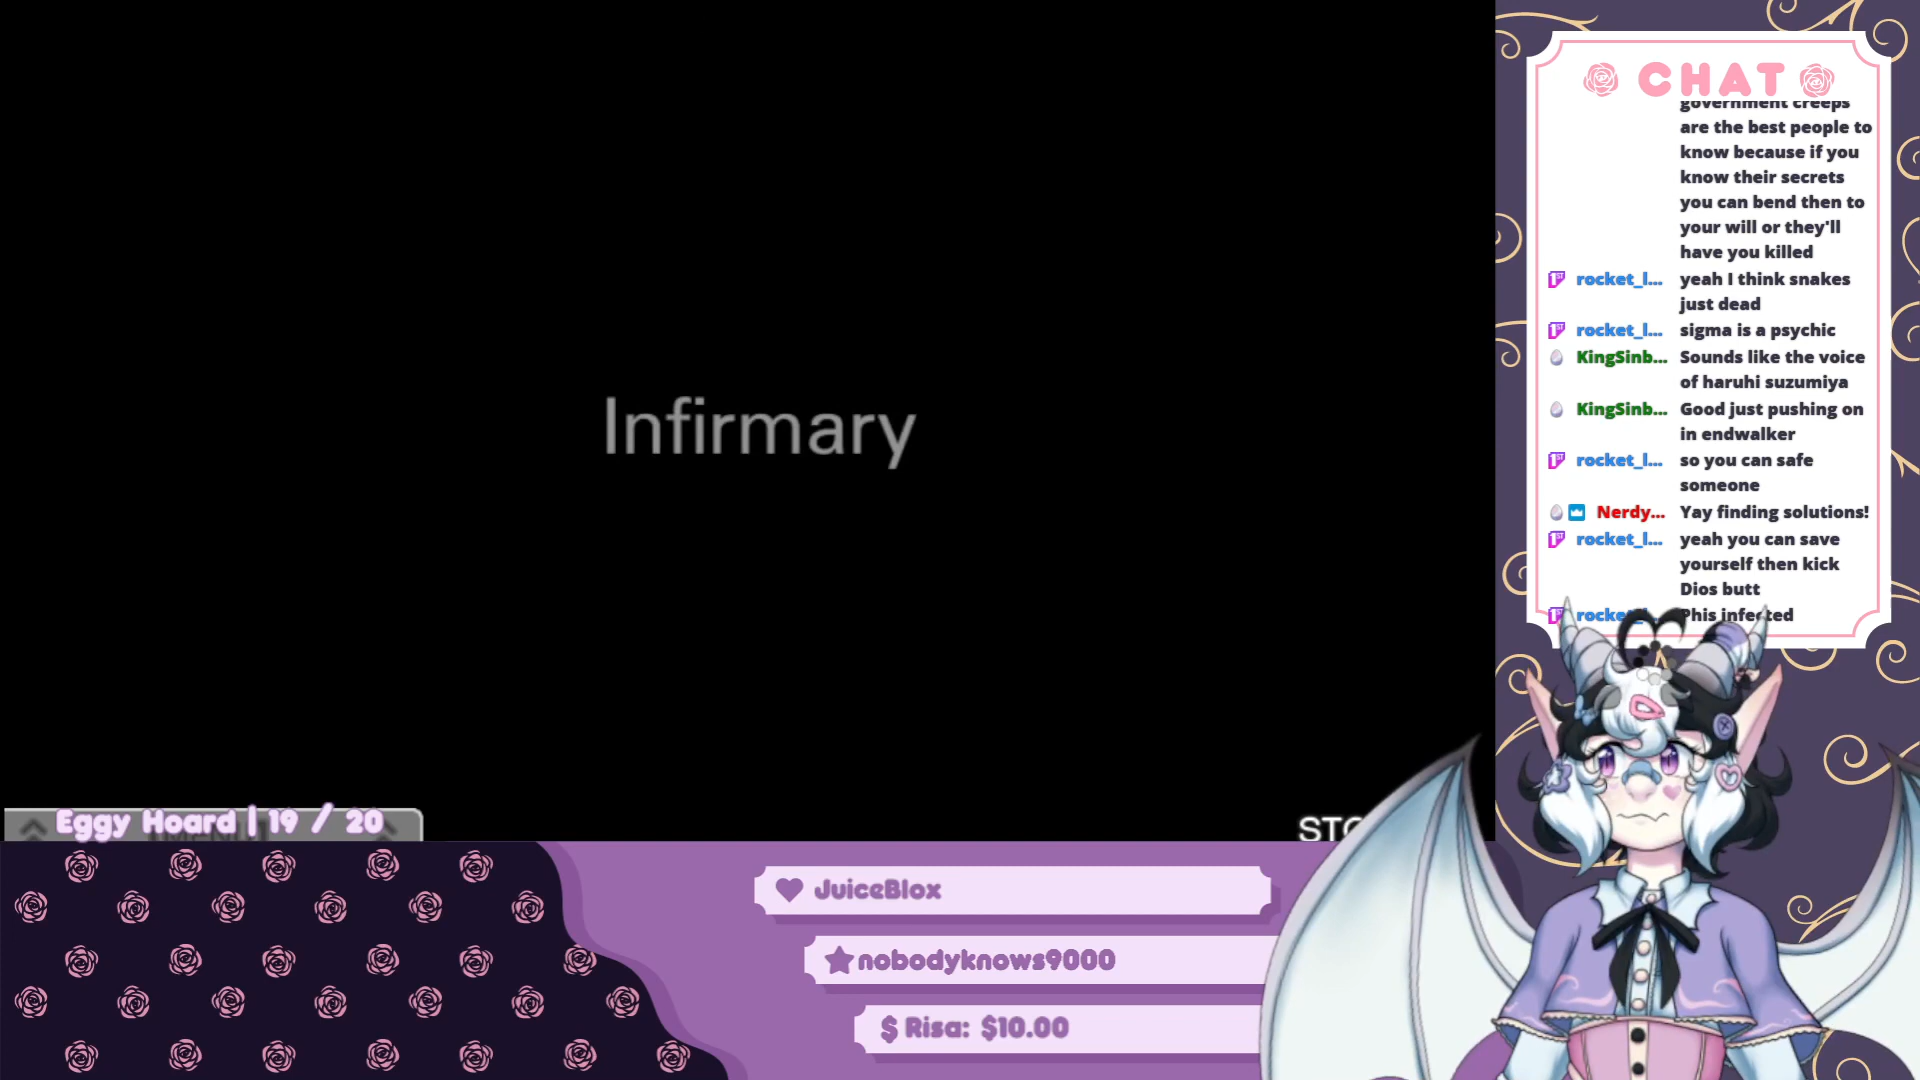 Infirmary
Eggy Hoard | 19 / 20
CHAT
government creeps
are the best people to
know because if you
know their secrets
you can bend then to
your will or they'll
have you killed
rocket_l... yeah I think snakes
just dead
rocket_l... sigma is a psychic
KingSinb... Sounds like the voice
of haruhi suzumiya
KingSinb... Good just pushing on
in endwalker
rocket_l... so you can safe
someone
Nerdy... Yay finding solutions!
rocket_l... yeah you can save
yourself then kick
Dios butt
Phis infected
JuiceBlox
nobodyknows9000
$ Risa: $10.00